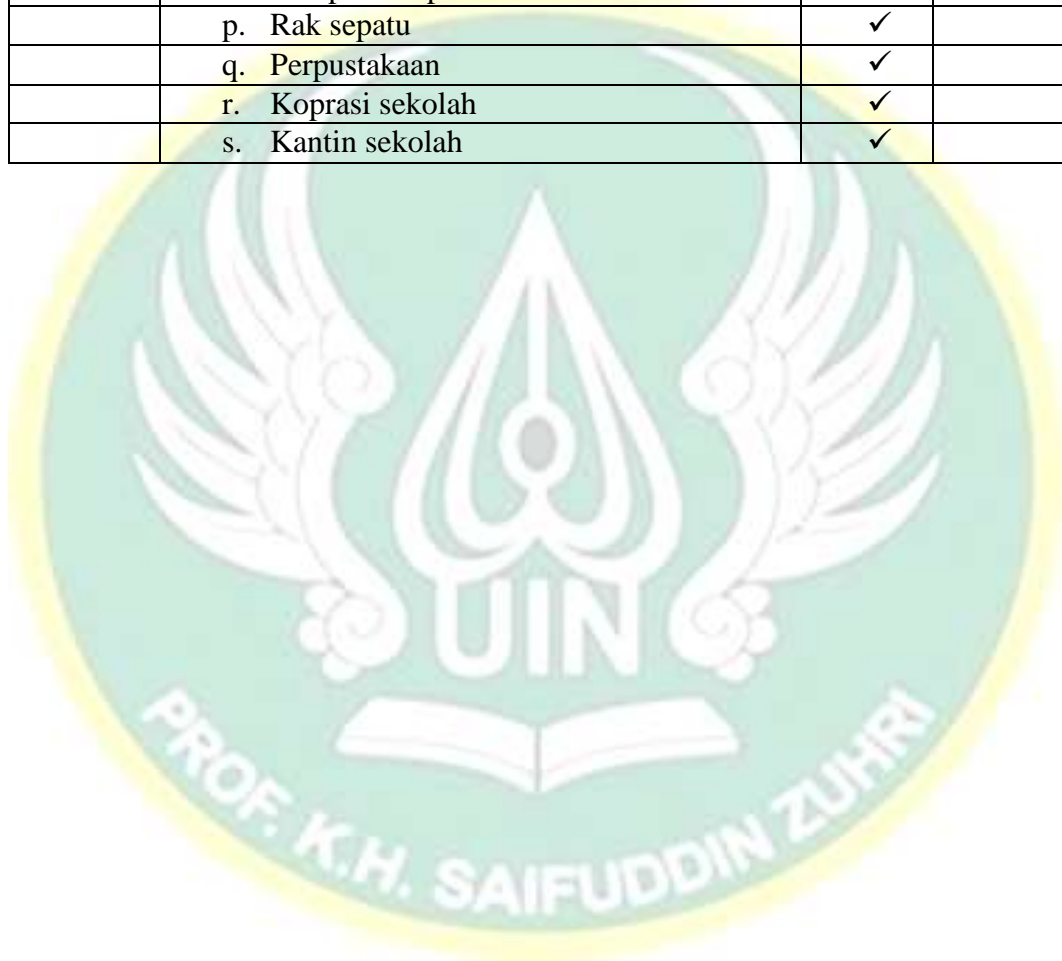 p. Rak sepatu ✓
q. Perpustakaan ✓
r. Koprasi sekolah ✓
s. Kantin sekolah ✓
UIN
PROF. K.H. SAIFUDDIN ZUHRI